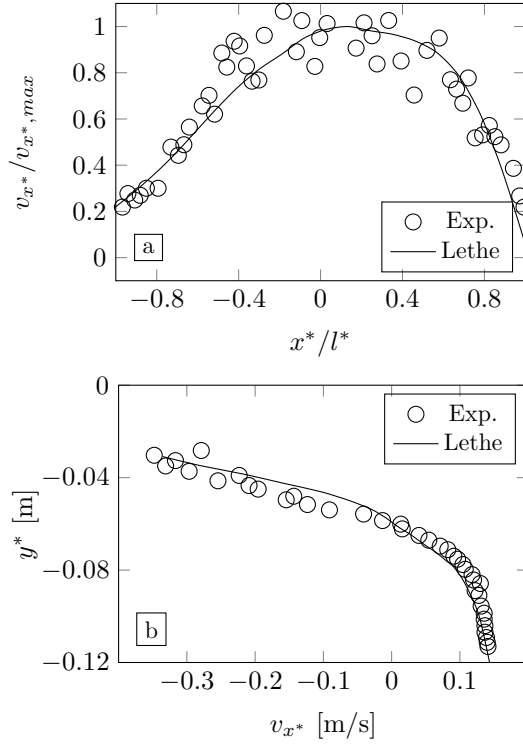 1
0.8
0.6
0.4
0.2
0
v_{x*}/v_{x*,max}
a
Exp.
Lethe
−0.8 −0.4 0 0.4 0.8
x*/l*
0
−0.04
−0.08
−0.12
y* [m]
Exp.
Lethe
b
−0.3 −0.2 −0.1 0 0.1
v_{x*} [m/s]